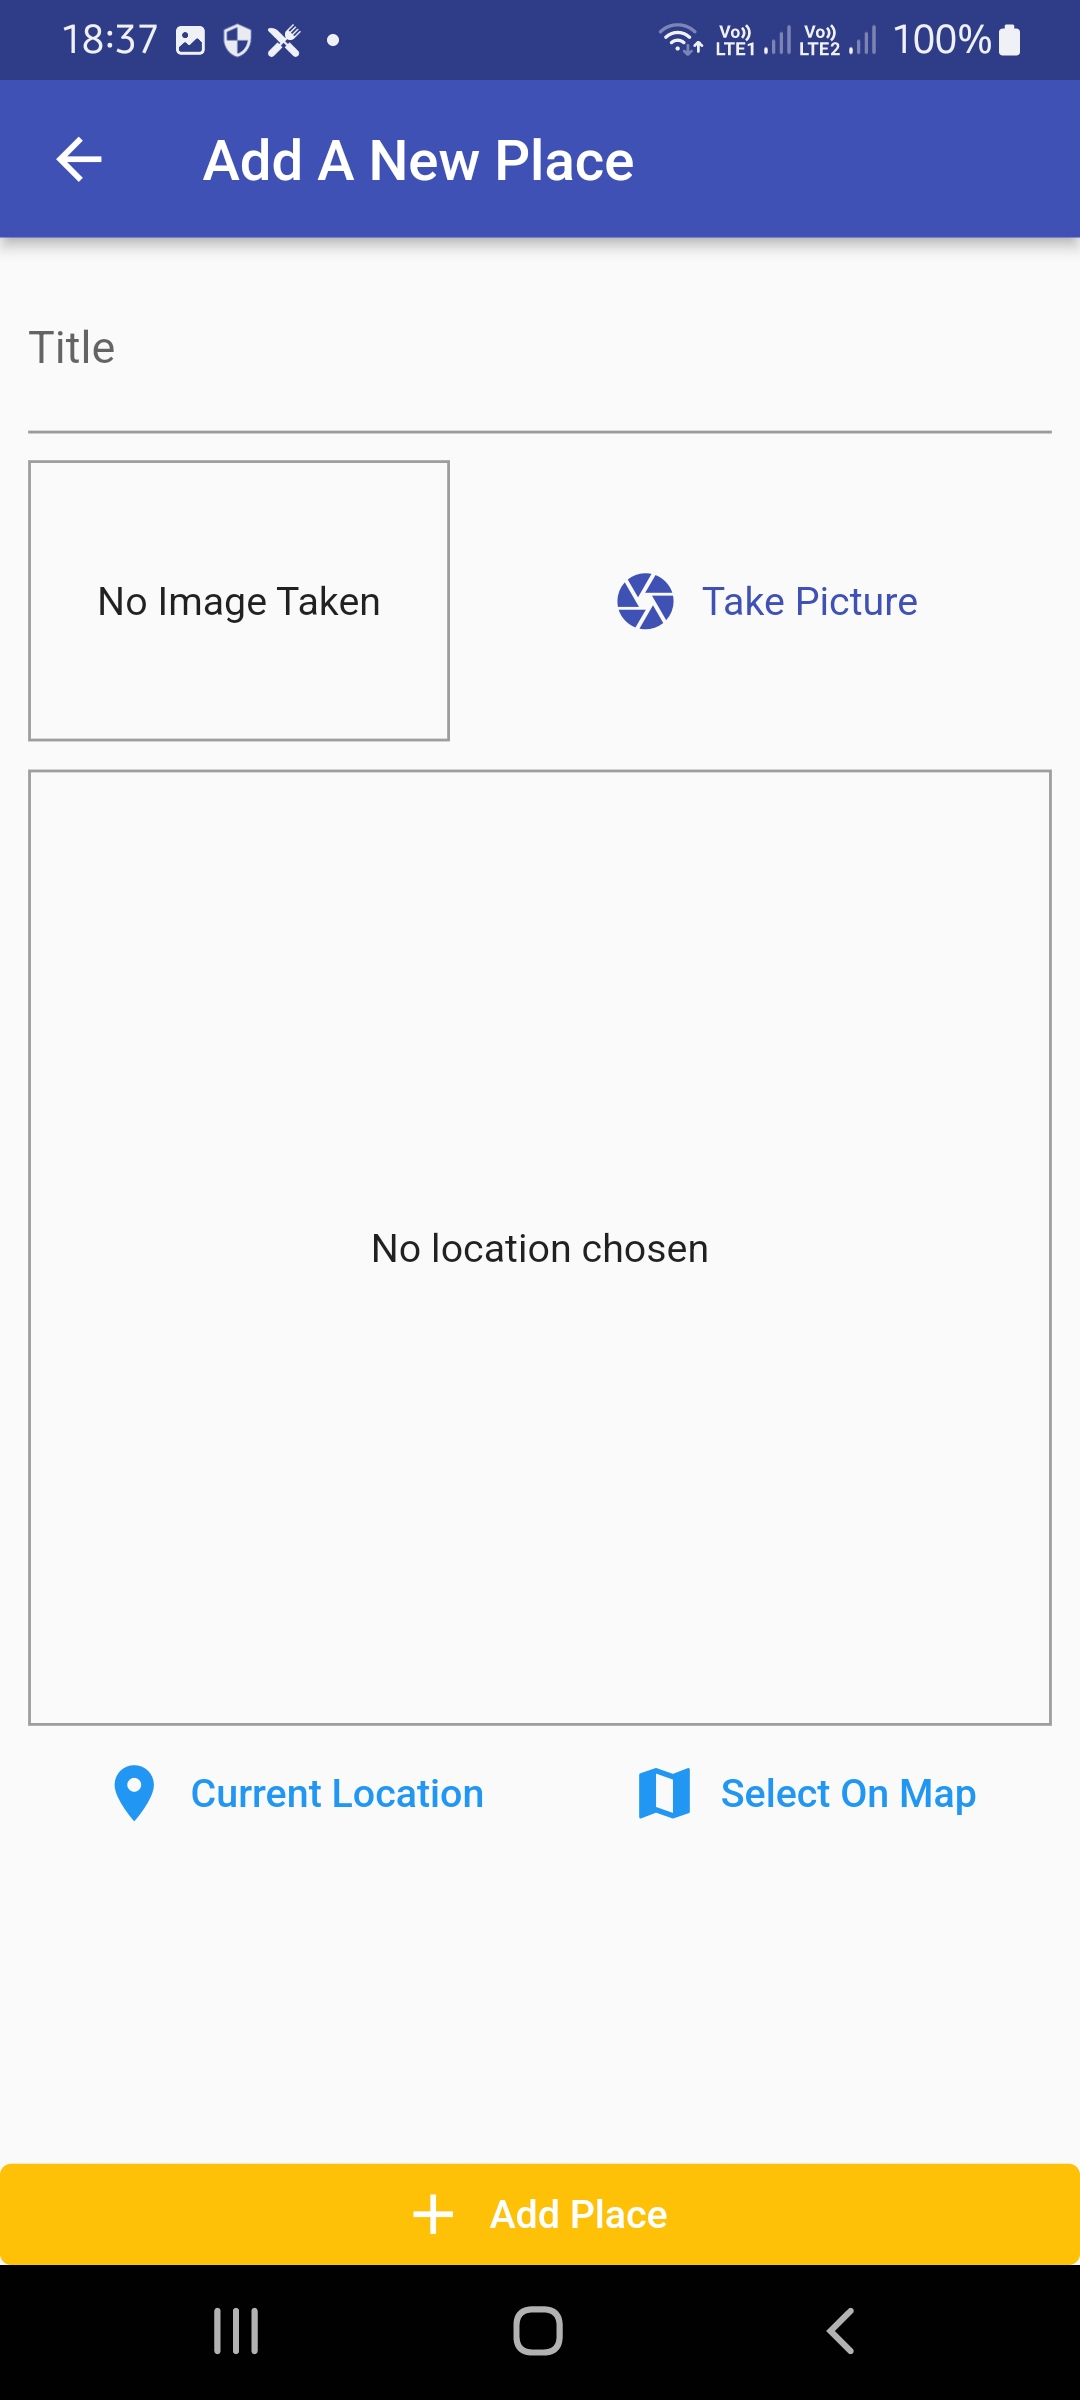 18:37 Vo)) LTE1 Vo)) LTE2 100%
Add A New Place
Title
No Image Taken
Take Picture
No location chosen
Current Location
Select On Map
Add Place